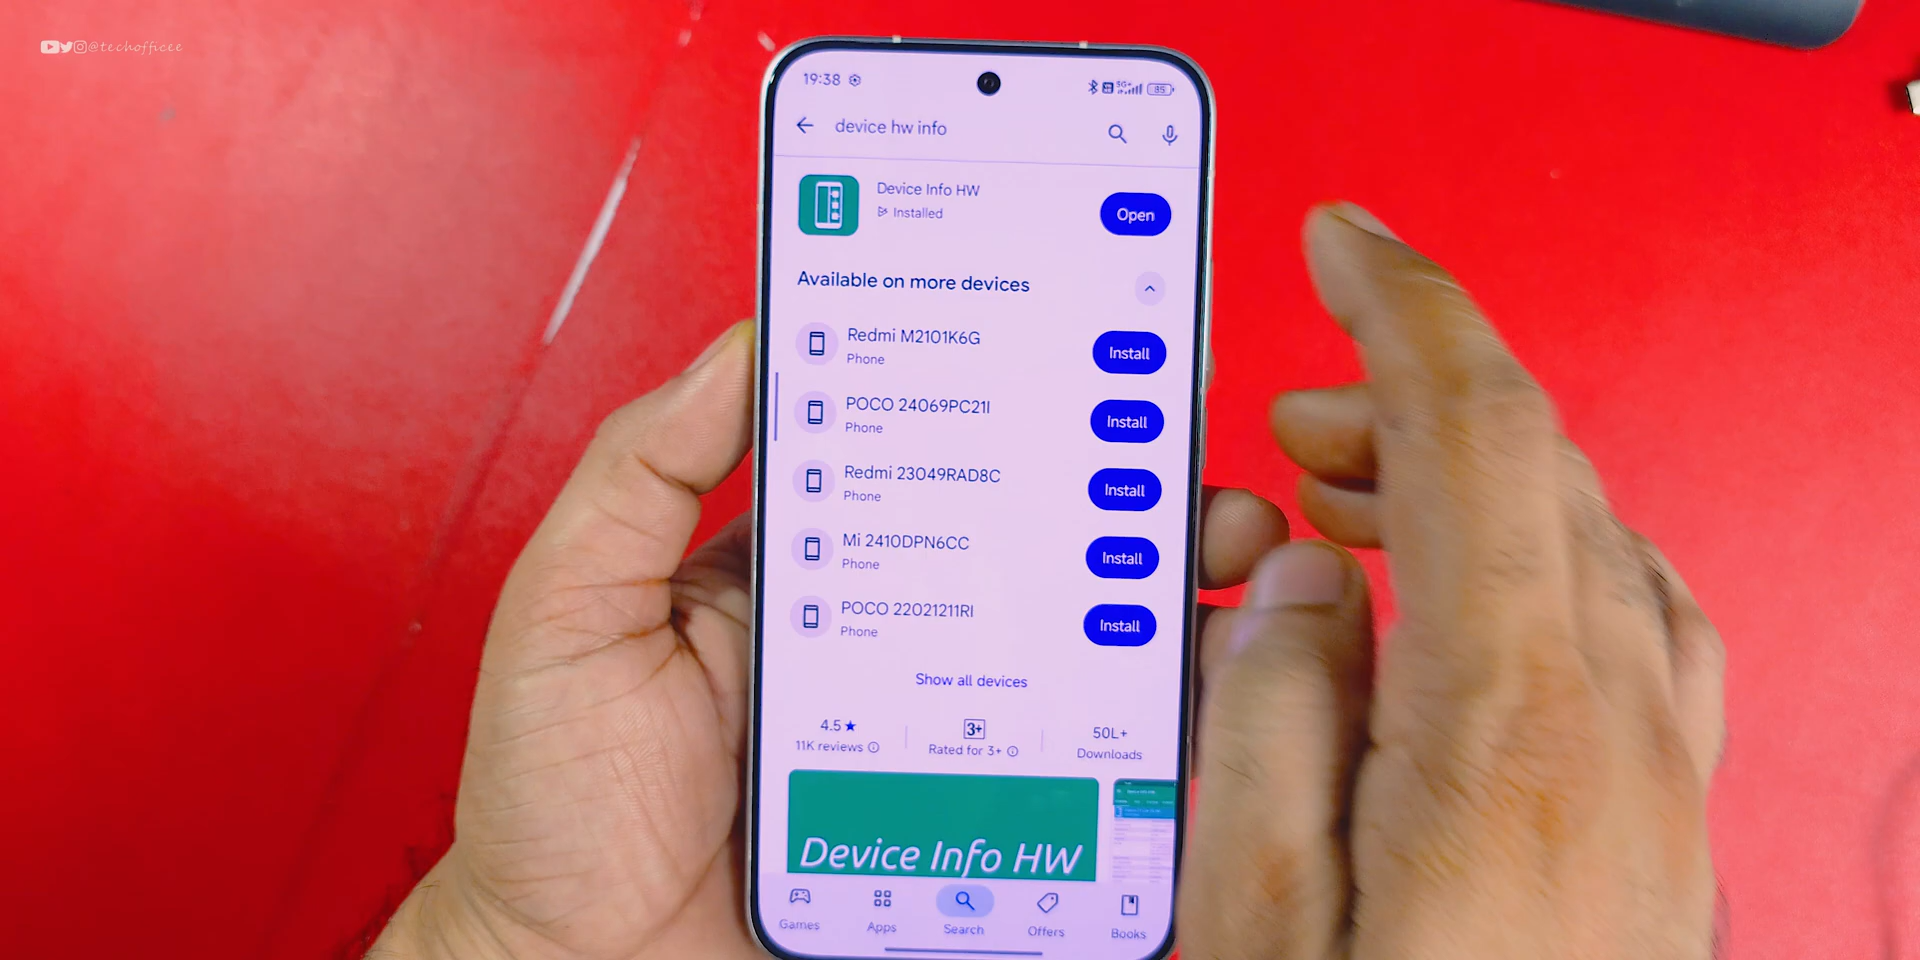 @techofficee
19:38
5G+
85
device hw info
Device Info HW
Installed
Open
Available on more devices
Redmi M2101K6G
Phone
Install
POCO 24069PC21I
Phone
Install
Redmi 23049RAD8C
Phone
Install
Mi 2410DPN6CC
Phone
Install
POCO 22021211RI
Phone
Install
Show all devices
4.5★
11K reviews
3+
Rated for 3+
50L+
Downloads
Device Info HW
Games
Apps
Search
Offers
Books